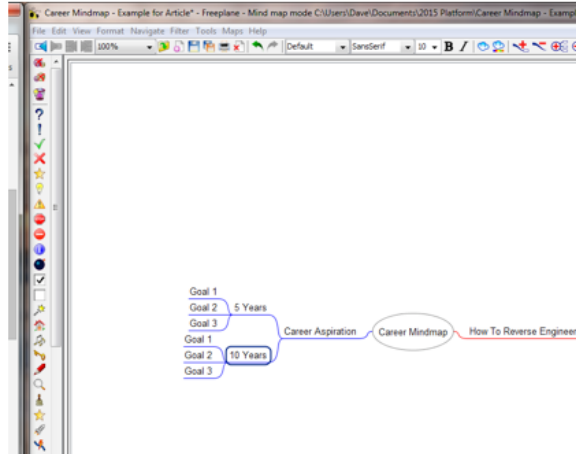 Career Mindmap - Example for Article* - Freeplane - Mind map mode C:\Users\Dave\Documents\2015 Platform\Career Mindmap - Examp
File Edit View Format Navigate Filter Tools Maps Help
100% Default SansSerif 10 B I
Goal 1
Goal 2 5 Years
Goal 3
Career Aspiration Career Mindmap How To Reverse Engineer
Goal 1
Goal 2 10 Years
Goal 3